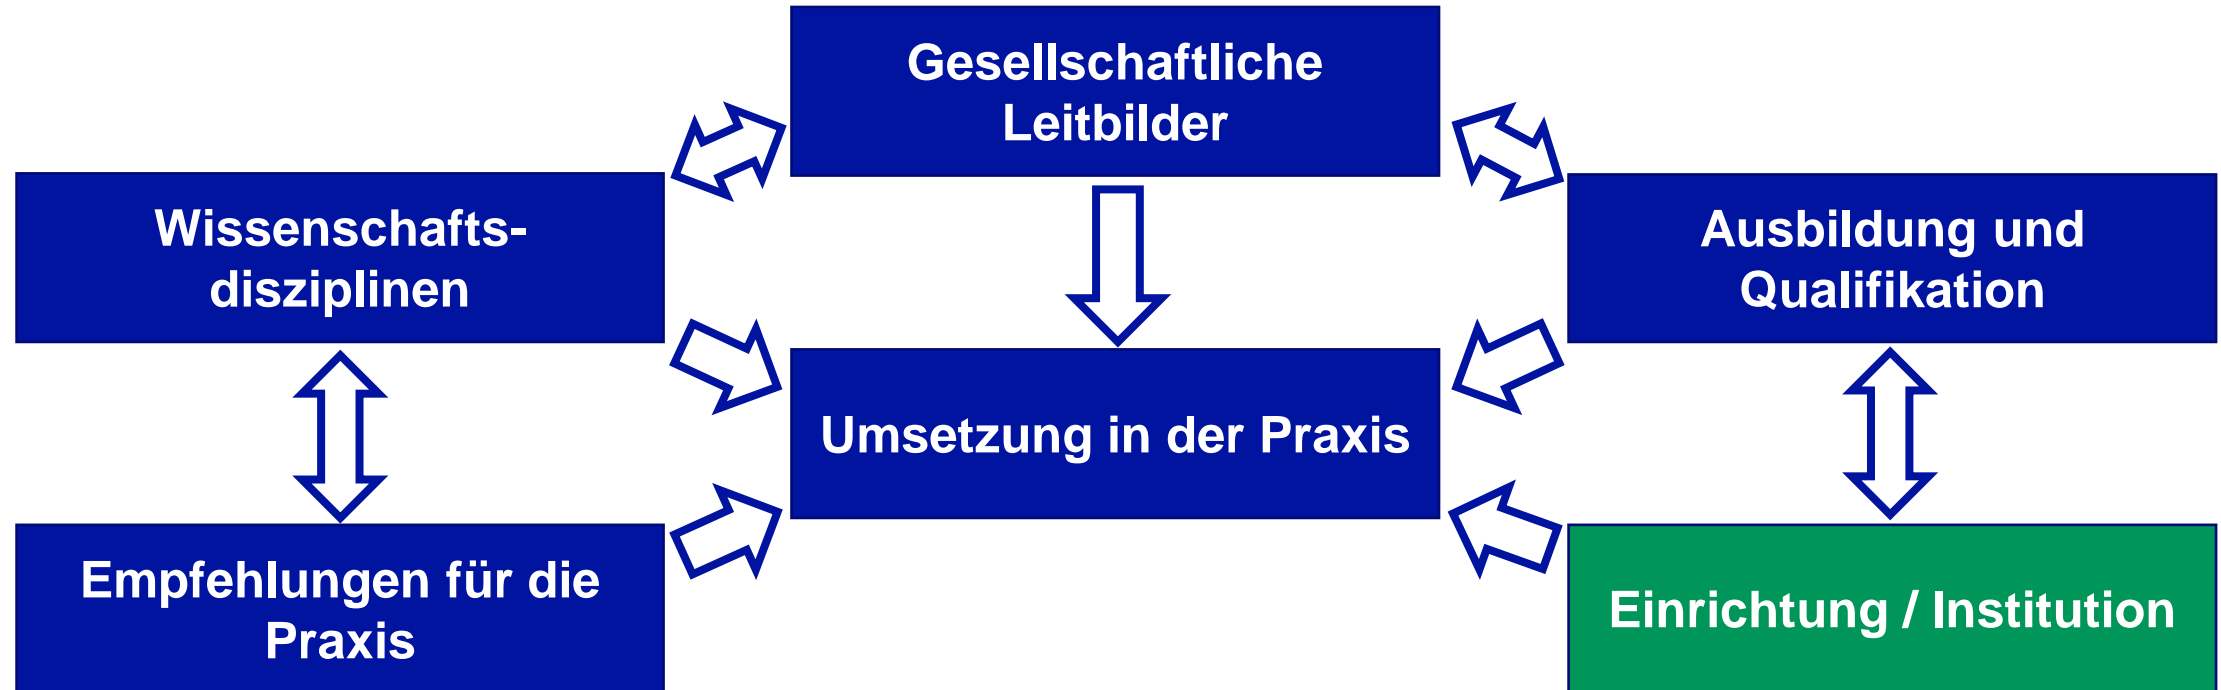 Gesellschaftliche
Leitbilder
Wissenschafts-
disziplinen
Ausbildung und
Qualifikation
Umsetzung in der Praxis
Empfehlungen für die
Praxis
Einrichtung / Institution